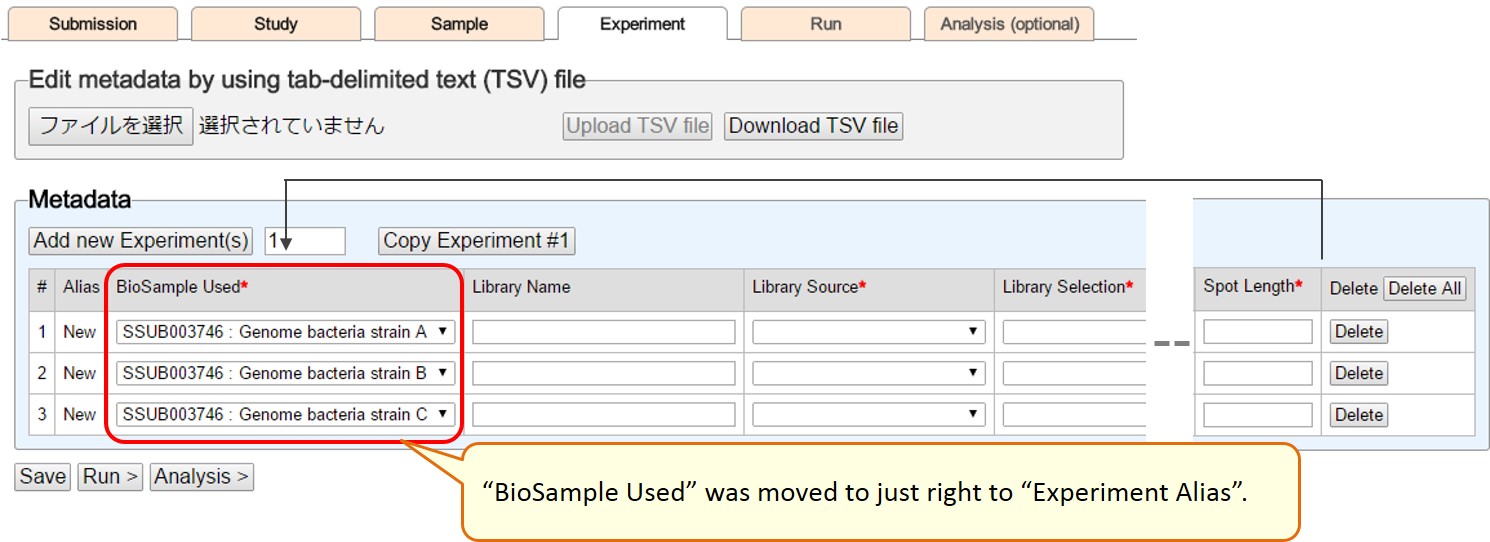 Submission Study Sample Experiment Run Analysis (optional)
Edit metadata by using tab-delimited text (TSV) file
ファイルを選択 選択されていません Upload TSV file Download TSV file
Metadata
Add new Experiment(s) 1 Copy Experiment #1
# Alias BioSample Used* Library Name Library Source* Library Selection* Spot Length* Delete Delete All
1 New SSUB003746 : Genome bacteria strain A Delete
2 New SSUB003746 : Genome bacteria strain B Delete
3 New SSUB003746 : Genome bacteria strain C Delete
Save Run > Analysis >
“BioSample Used” was moved to just right to “Experiment Alias”.